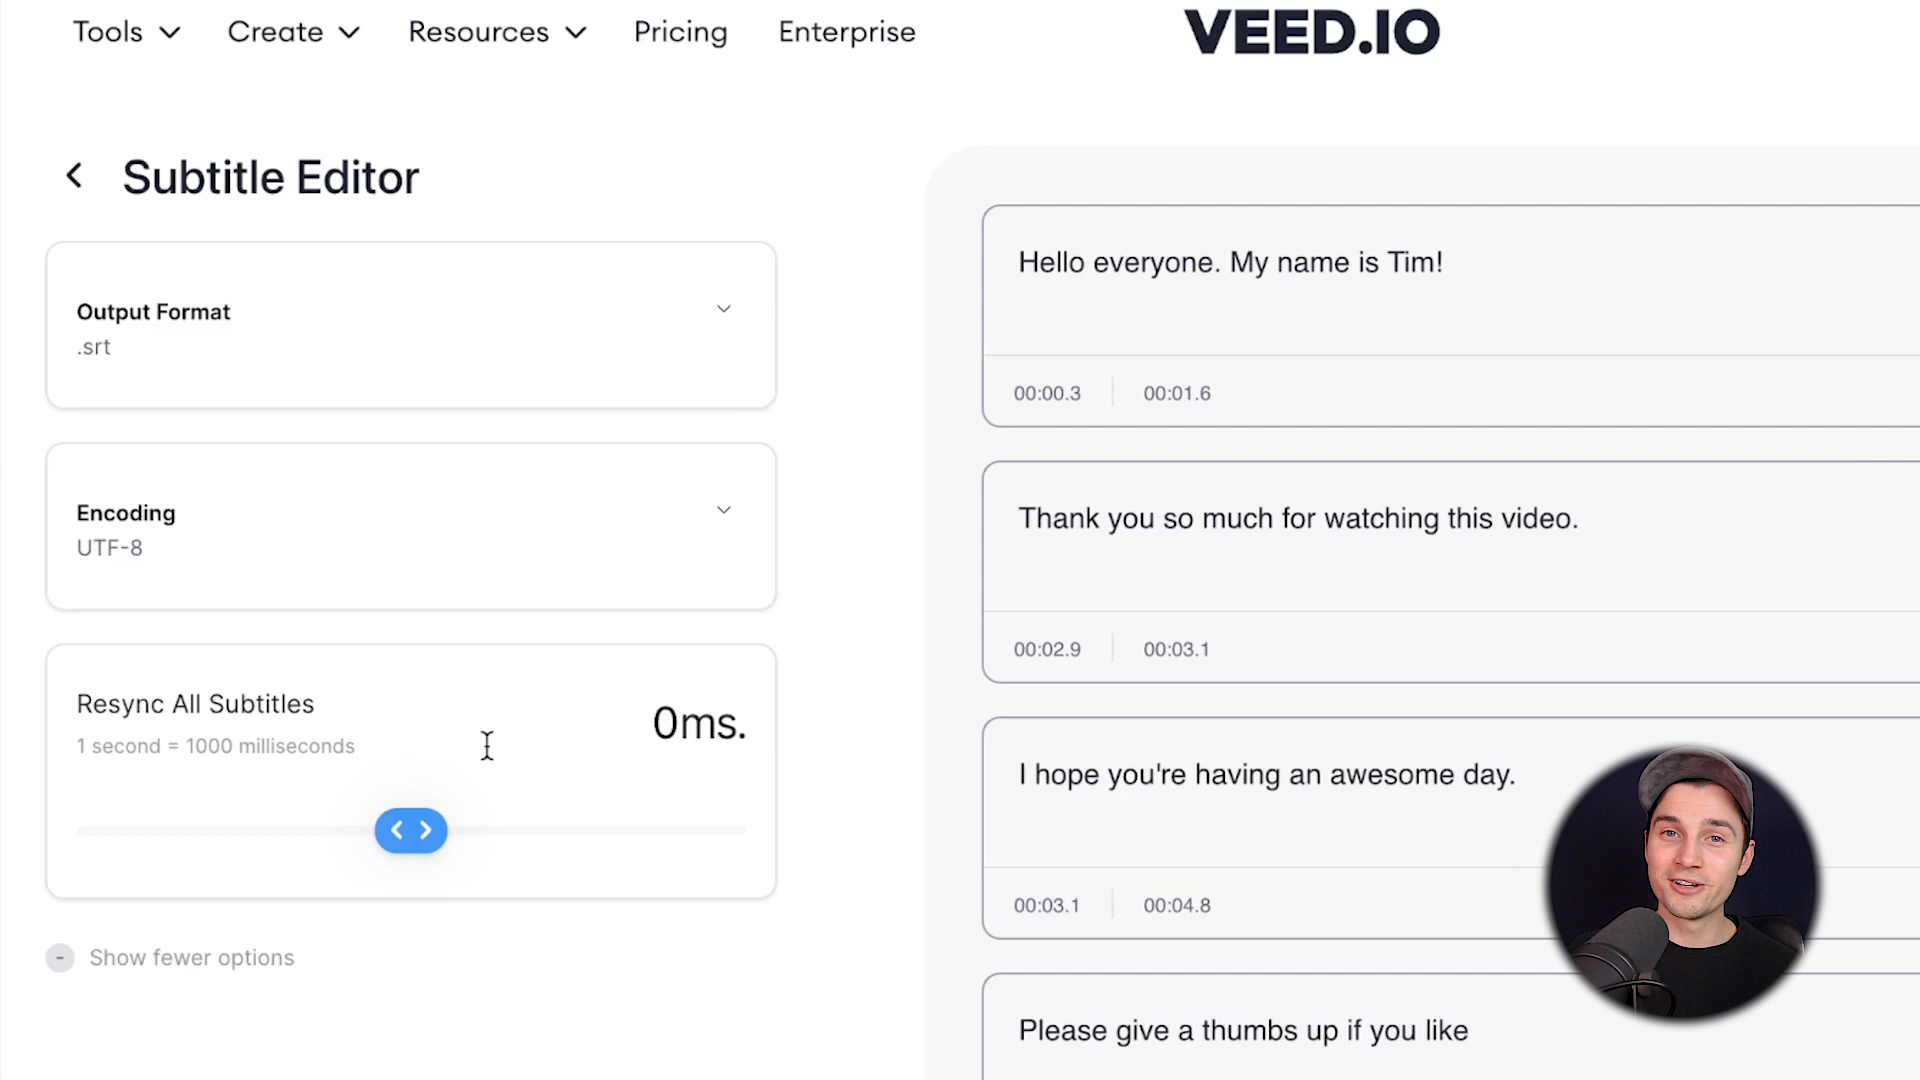 Tools
Create
Resources
Pricing
Enterprise
VEED.IO
Subtitle Editor
Output Format
.srt
Encoding
UTF-8
Resync All Subtitles
1 second = 1000 milliseconds
0ms.
- Show fewer options
Hello everyone. My name is Tim!
00:00.3
00:01.6
Thank you so much for watching this video.
00:02.9
00:03.1
I hope you're having an awesome day.
00:03.1
00:04.8
Please give a thumbs up if you like